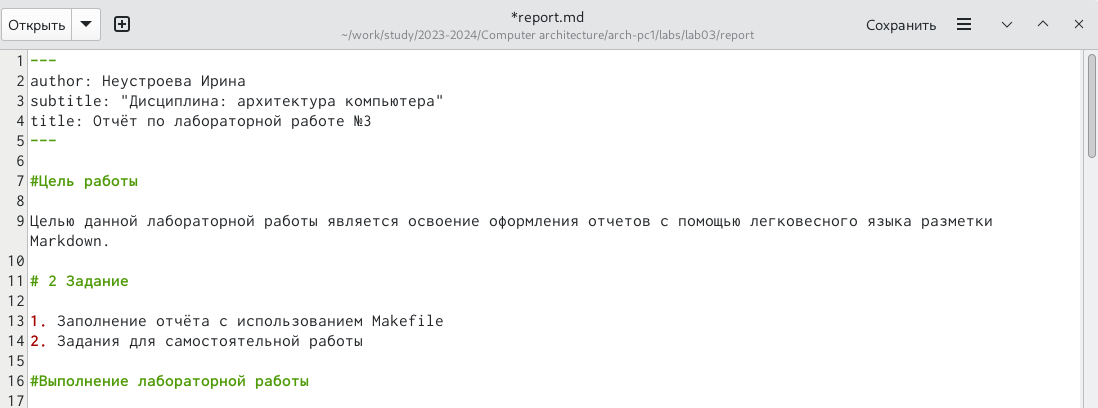 Открыть
*report.md
~/work/study/2023-2024/Computer architecture/arch-pc1/labs/lab03/report
Сохранить
1 ---
2 author: Неустроева Ирина
3 subtitle: "Дисциплина: архитектура компьютера"
4 title: Отчёт по лабораторной работе №3
5 ---
6
7 #Цель работы
8
9 Целью данной лабораторной работы является освоение оформления отчетов с помощью легковесного языка разметки
Markdown.
10
11 # 2 Задание
12
13 1. Заполнение отчёта с использованием Makefile
14 2. Задания для самостоятельной работы
15
16 #Выполнение лабораторной работы
17